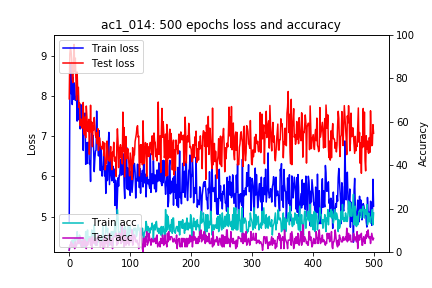 ac1_014: 500 epochs loss and accuracy
Train loss
Test loss
Train acc
Test acc
Loss
9
8
7
6
5
Accuracy
100
80
60
40
20
0
0
100
200
300
400
500